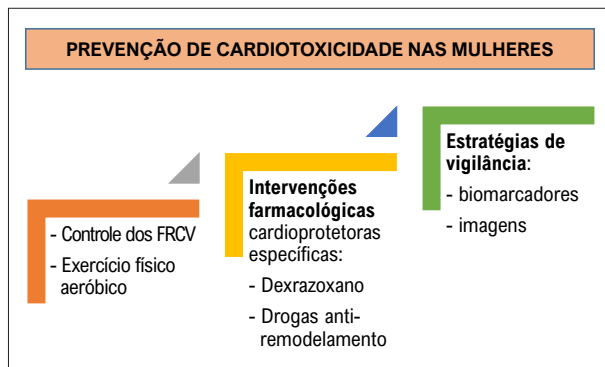 PREVENÇÃO DE CARDIOTOXICIDADE NAS MULHERES
- Controle dos FRCV
- Exercício físico
aeróbico
Intervenções
farmacológicas
cardioprotetoras
específicas:
- Dexrazoxano
- Drogas anti-
remodelamento
Estratégias de
vigilância:
- biomarcadores
- imagens